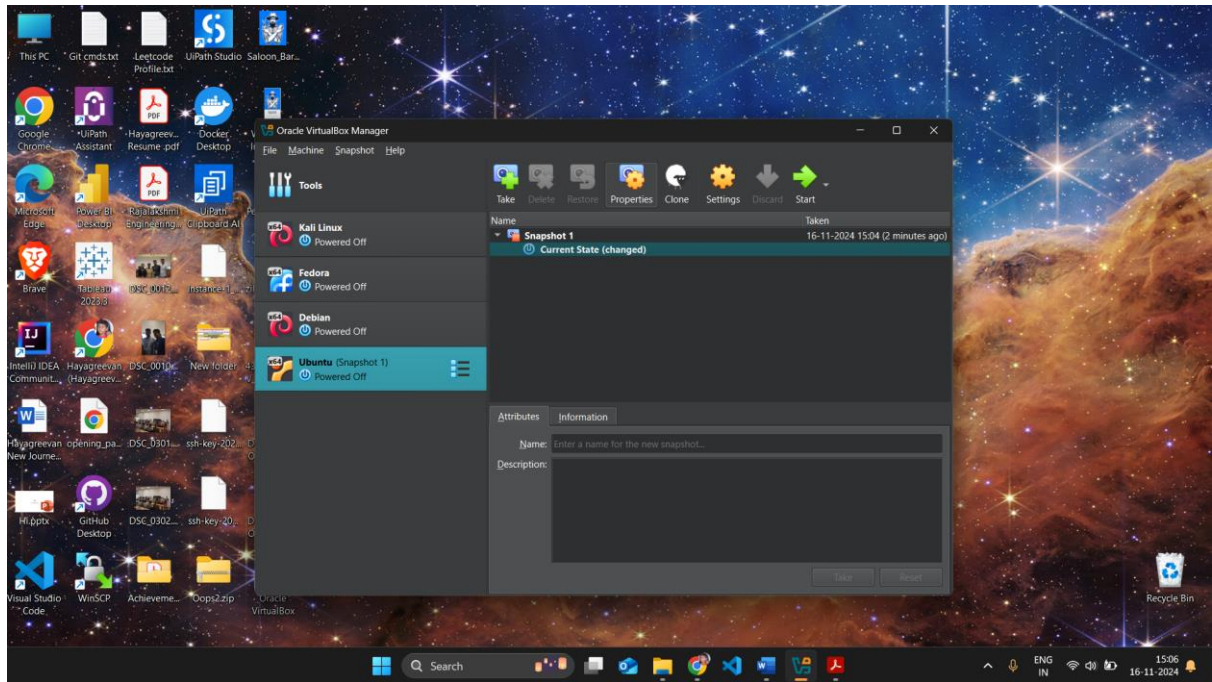 This PC
Git cmds.txt
Leetcode
Profile.txt
UiPath Studio
Saloon_Bar...
Google
Chrome
UiPath
Assistant
Hayagreev...
Resume .pdf
Docker
Desktop
Microsoft
Edge
Power BI
Desktop
Rajalakshmi
Engineering...
UiPath
Clipboard AI
Brave
Tableau
2023.3
DSC_0012...
IntelliJ IDEA
Communit...
Hayagreevan
(Hayagreev...
DSC_0010...
New folder
Hayagreevan
New Journe...
opening_pa...
DSC_0301...
ssh-key-202...
Hi.pptx
GitHub
Desktop
DSC_0302...
ssh-key-20...
Visual Studio
Code
WinSCP
Achieveme...
Oops2.zip
Oracle
VirtualBox
Oracle VirtualBox Manager
File Machine Snapshot Help
Tools
Kali Linux
Powered Off
Fedora
Powered Off
Debian
Powered Off
Ubuntu (Snapshot 1)
Powered Off
Take Delete Restore Properties Clone Settings Discard Start
Name Taken
Snapshot 1 16-11-2024 15:04 (2 minutes ago)
Current State (changed)
Attributes Information
Name: Enter a name for the new snapshot...
Description:
Take Reset
Recycle Bin
Search
ENG
IN
15:06
16-11-2024